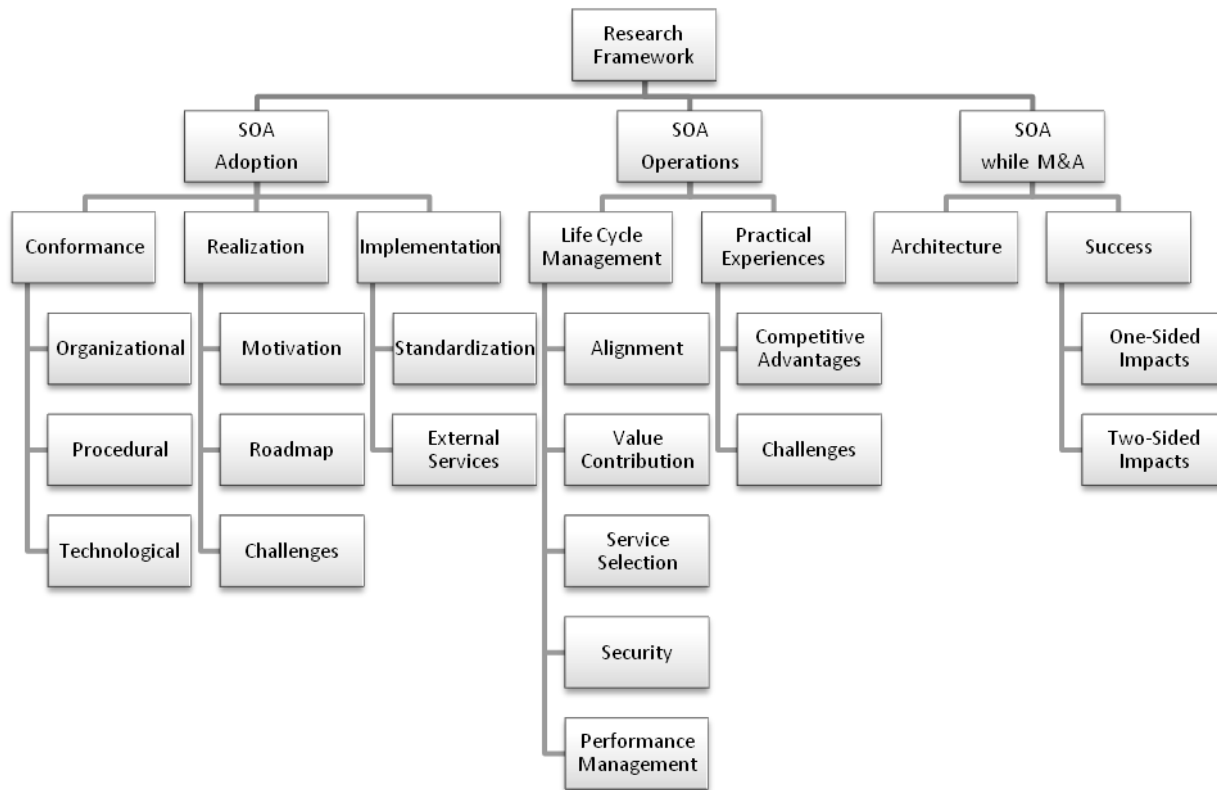 Research
Framework
SOA
Adoption
SOA
Operations
SOA
while M&A
Conformance
Realization
Implementation
Life Cycle
Management
Practical
Experiences
Architecture
Success
Organizational
Motivation
Standardization
Alignment
Competitive
Advantages
One-Sided
Impacts
Procedural
Roadmap
External
Services
Value
Contribution
Challenges
Two-Sided
Impacts
Technological
Challenges
Service
Selection
Security
Performance
Management